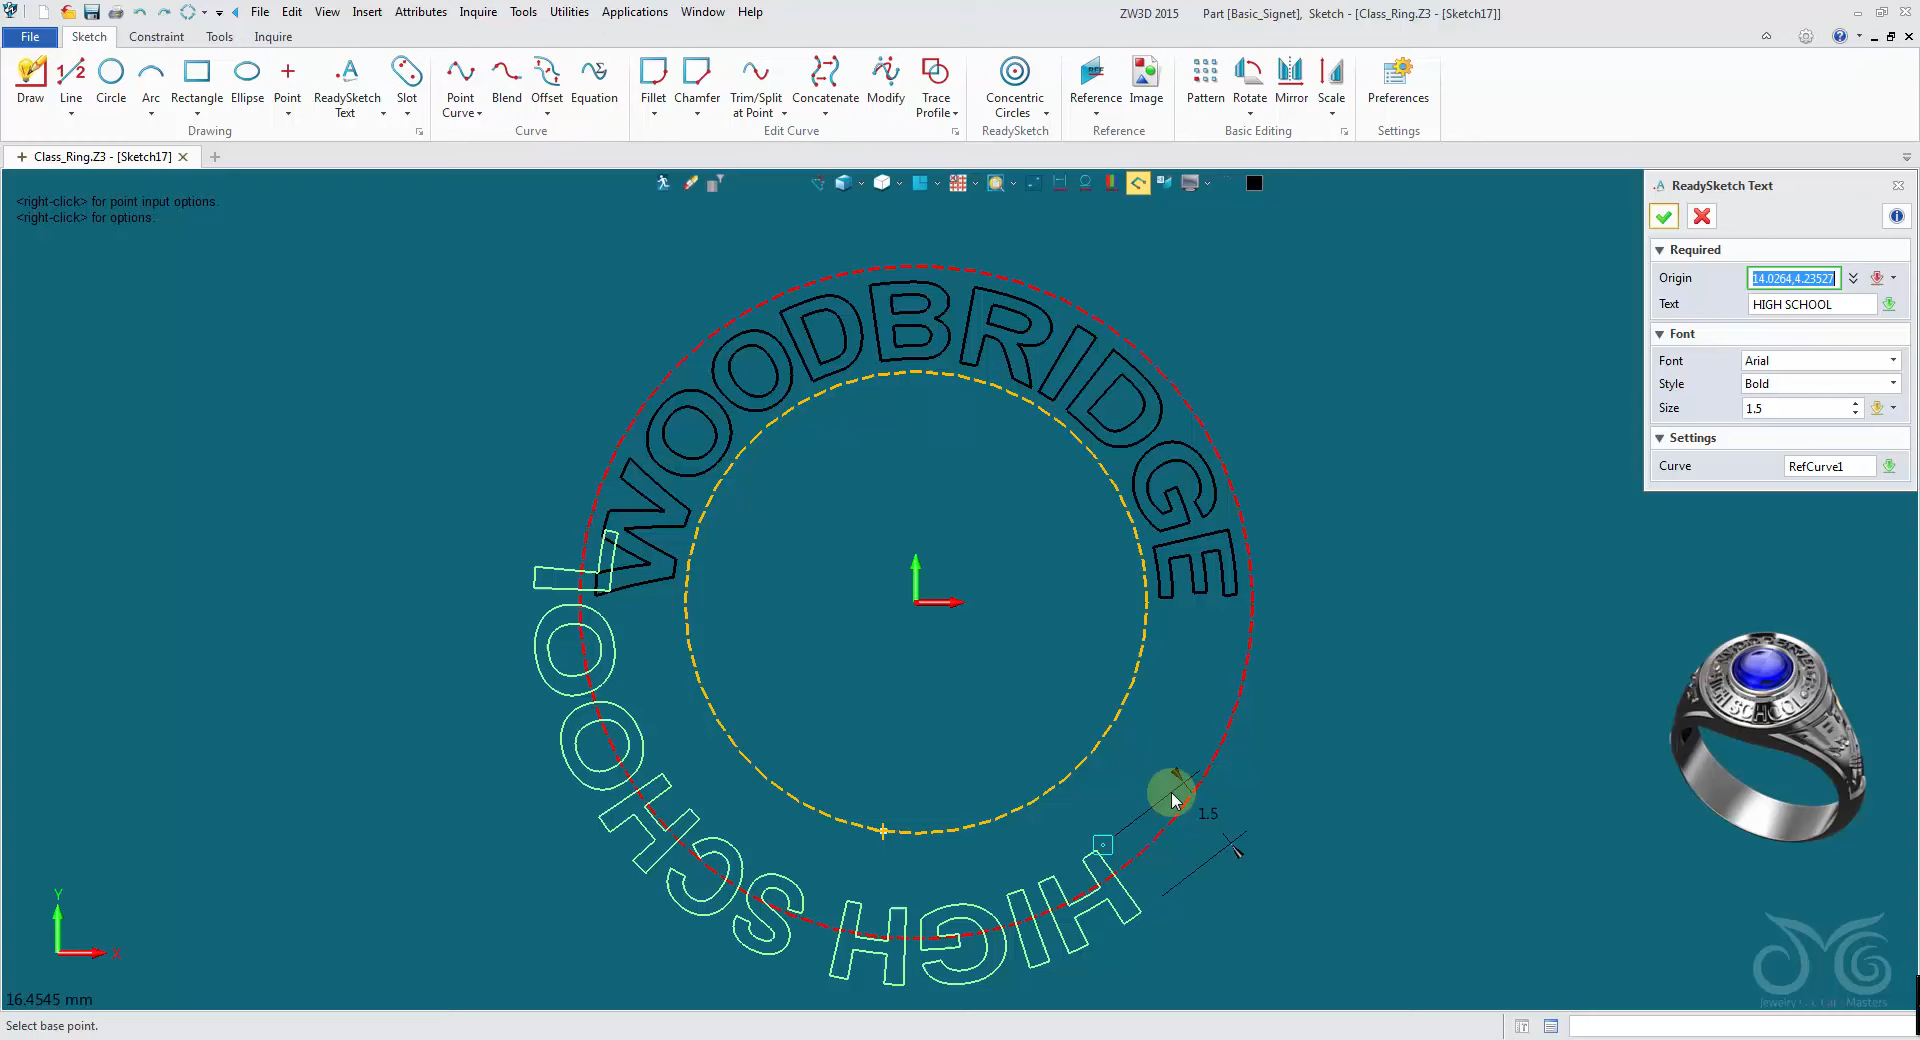 File Edit View Insert Attributes Inquire Tools Utilities Applications Window Help
ZW3D 2015 Part [Basic_Signet], Sketch - [Class_Ring.Z3 - [Sketch17]]
File Sketch Constraint Tools Inquire
Draw Line Circle Arc Rectangle Ellipse Point ReadySketch Text Slot
Drawing
Point Curve Blend Offset Equation
Curve
Fillet Chamfer Trim/Split at Point Concatenate Modify Trace Profile
Edit Curve
Concentric Circles
ReadySketch
Reference Image
Reference
Pattern Rotate Mirror Scale
Basic Editing
Preferences
Settings
Class_Ring.Z3 - [Sketch17]
<right-click> for point input options.
<right-click> for options.
WOODBRIDGE
HIGH SCHOOL
1.5
ReadySketch Text
Required
Origin 14.0264,4.23527
Text HIGH SCHOOL
Font
Font Arial
Style Bold
Size 1.5
Settings
Curve RefCurve1
HIGH SCHOOL
Y
X
16.4545 mm
Select base point.